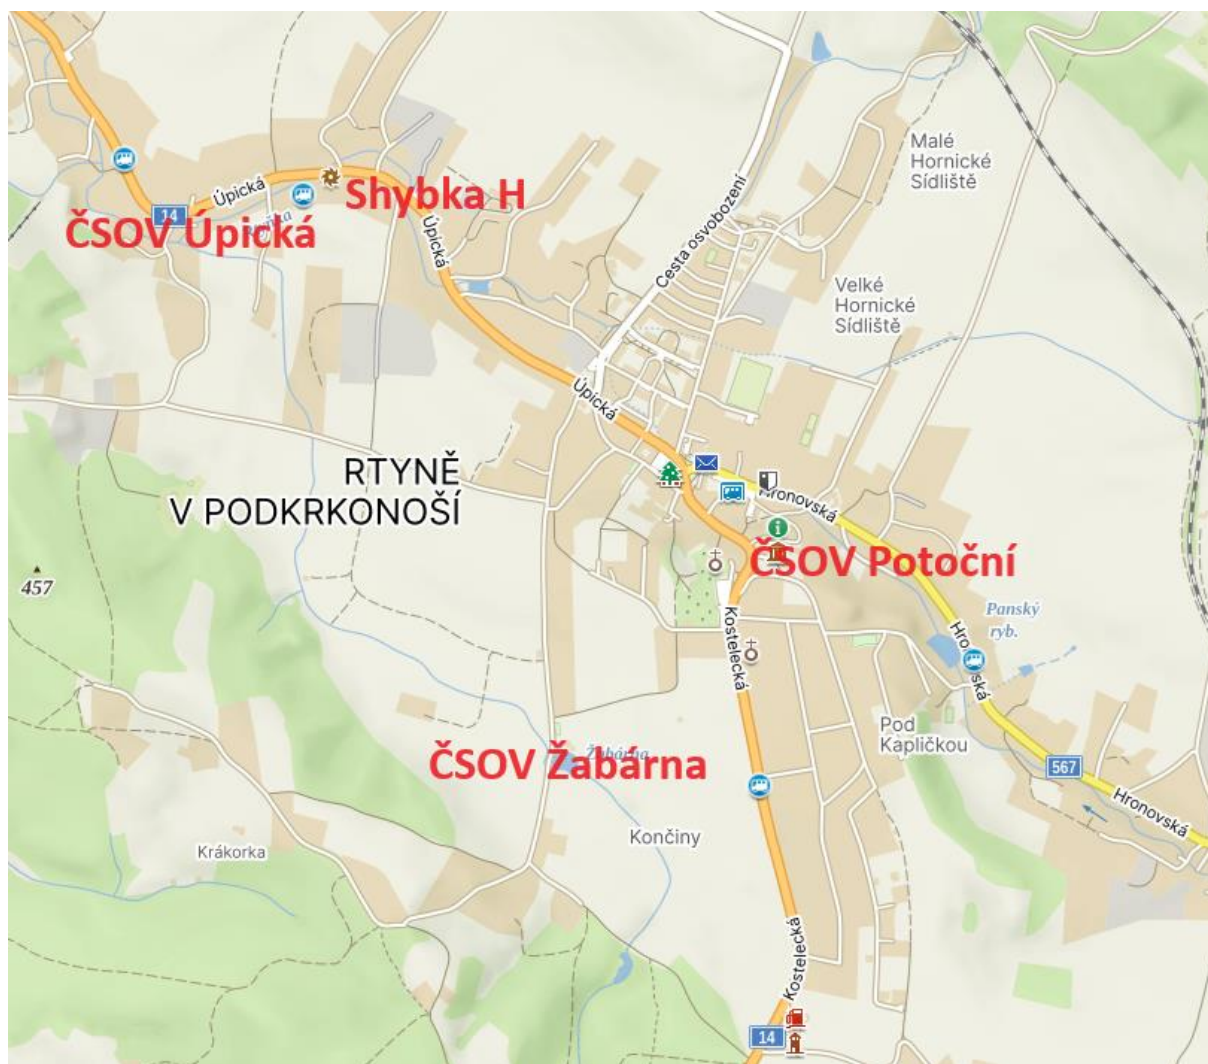 Malé
Hornické
Sídliště
Úpická
Shybka H
14
ČSOV Úpická
Úpická
Cesta osvobození
Velké
Hornické
Sídliště
Úpická
RTYNĚ
V PODKRKONOŠÍ
Hronovská
ČSOV Potoční
457
Panský
ryb.
Kostelecká
Hronovská
Pod
Kapličkou
ČSOV Žabárna
Žabárna
567
Hronovská
Končiny
Krákorka
Kostelecká
14